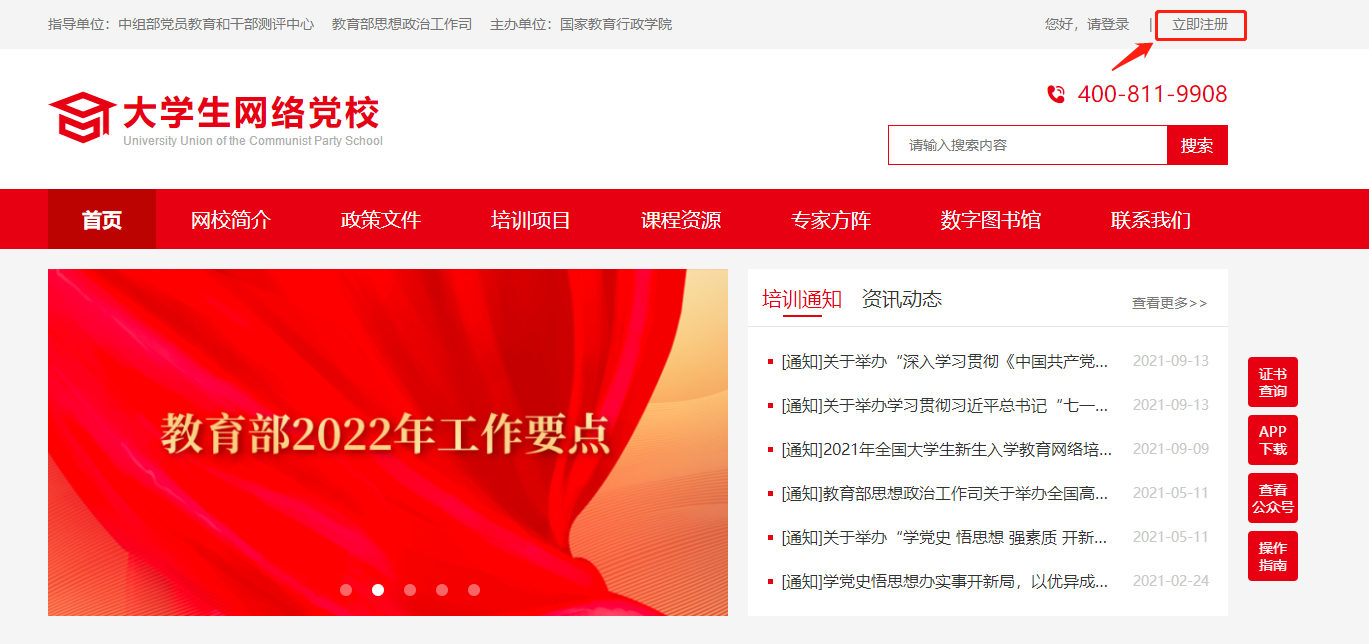 指导单位：中组部党员教育和干部测评中心 教育部思想政治工作司 主办单位：国家教育行政学院
您好，请登录 | 立即注册
大学生网络党校
University Union of the Communist Party School
400-811-9908
请输入搜索内容 搜索
首页 网校简介 政策文件 培训项目 课程资源 专家方阵 数字图书馆 联系我们
教育部2022年工作要点
培训通知 资讯动态 查看更多>>
[通知]关于举办“深入学习贯彻《中国共产党... 2021-09-13
[通知]关于举办学习贯彻习近平总书记“七一... 2021-09-13
[通知]2021年全国大学生新生入学教育网络培... 2021-09-09
[通知]教育部思想政治工作司关于举办全国高... 2021-05-11
[通知]关于举办“学党史 悟思想 强素质 开新... 2021-05-11
[通知]学党史悟思想办实事开新局，以优异成... 2021-02-24
证书
查询
APP
下载
查看
公众号
操作
指南